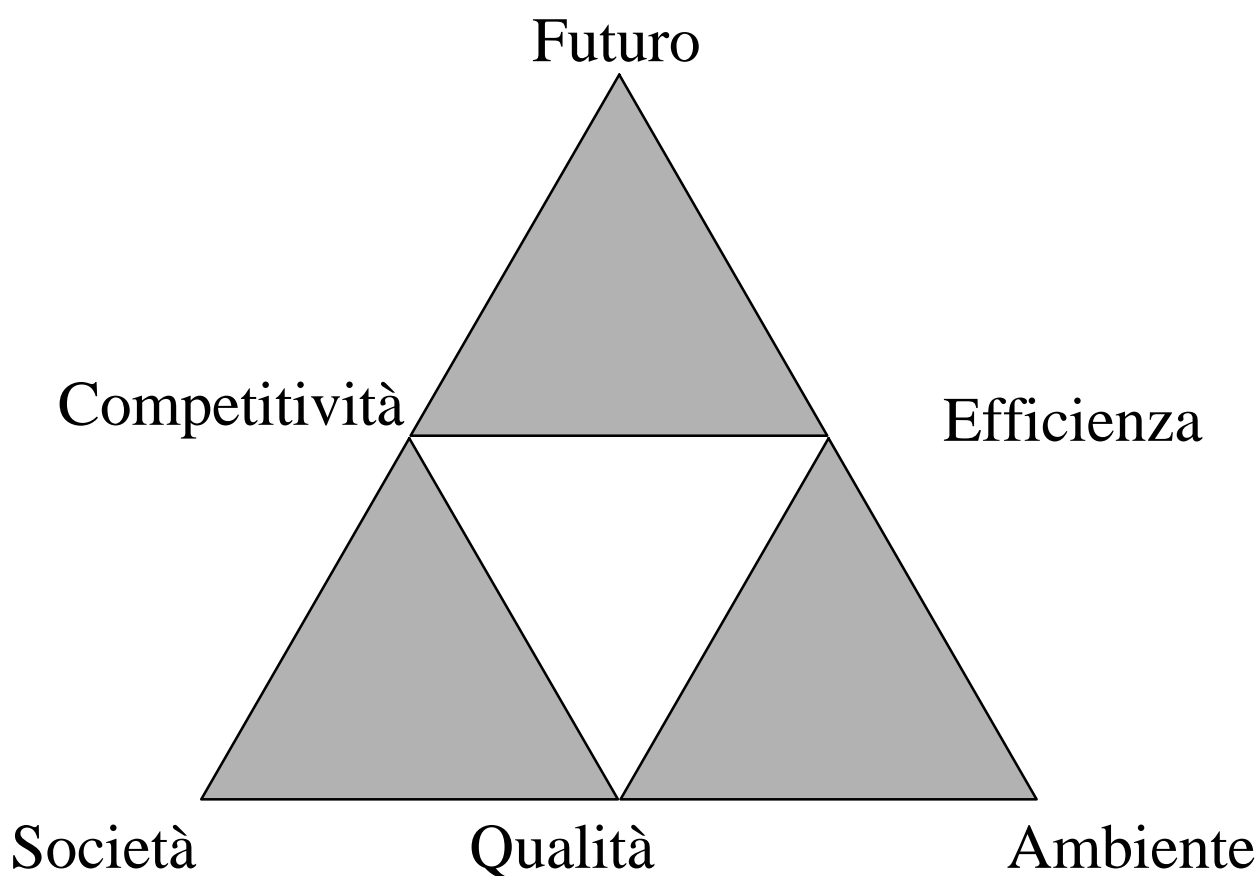 Futuro
Competitività
Efficienza
Società
Qualità
Ambiente